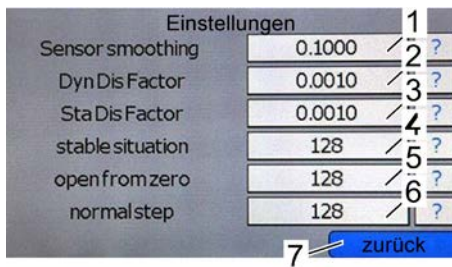 Einstellungen
Sensor smoothing 0.1000 1 ?
Dyn Dis Factor 0.0010 2 ?
Sta Dis Factor 0.0010 3 ?
stable situation 128 4 ?
open from zero 128 5 ?
normal step 128 6 ?
7 zurück